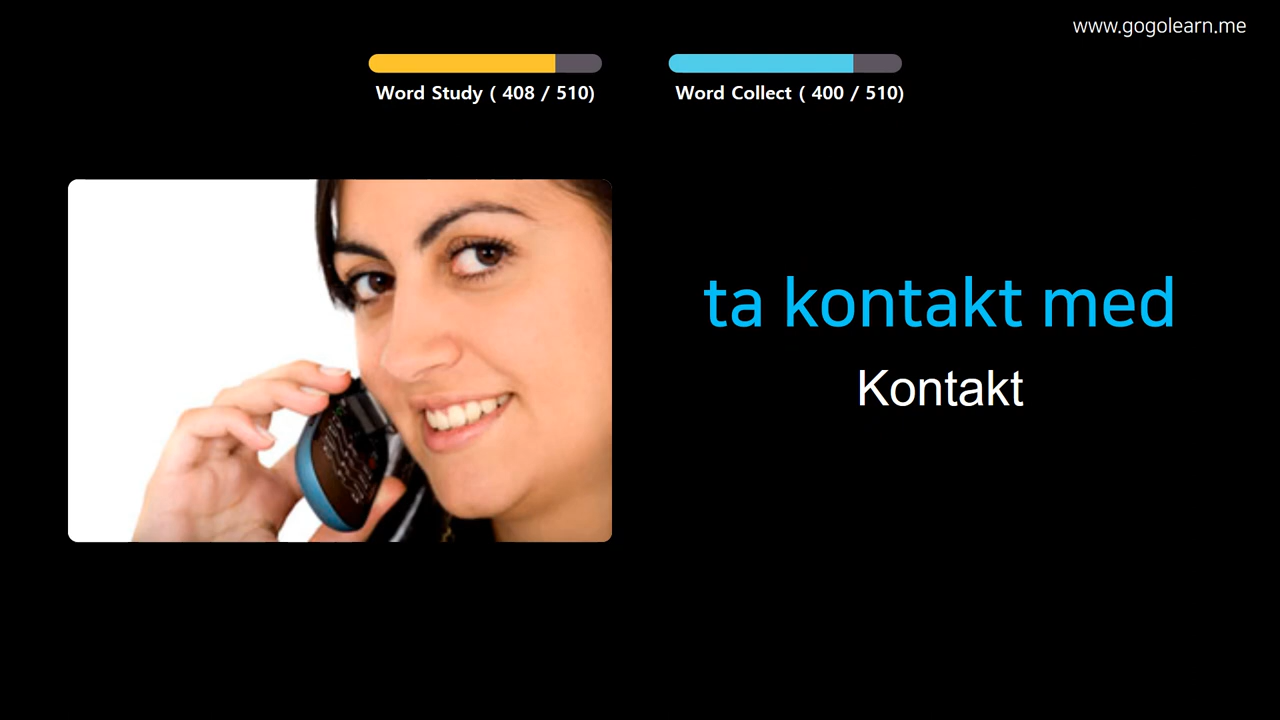 www.gogolearn.me
Word Study ( 408 / 510)
Word Collect ( 400 / 510)
ta kontakt med
Kontakt